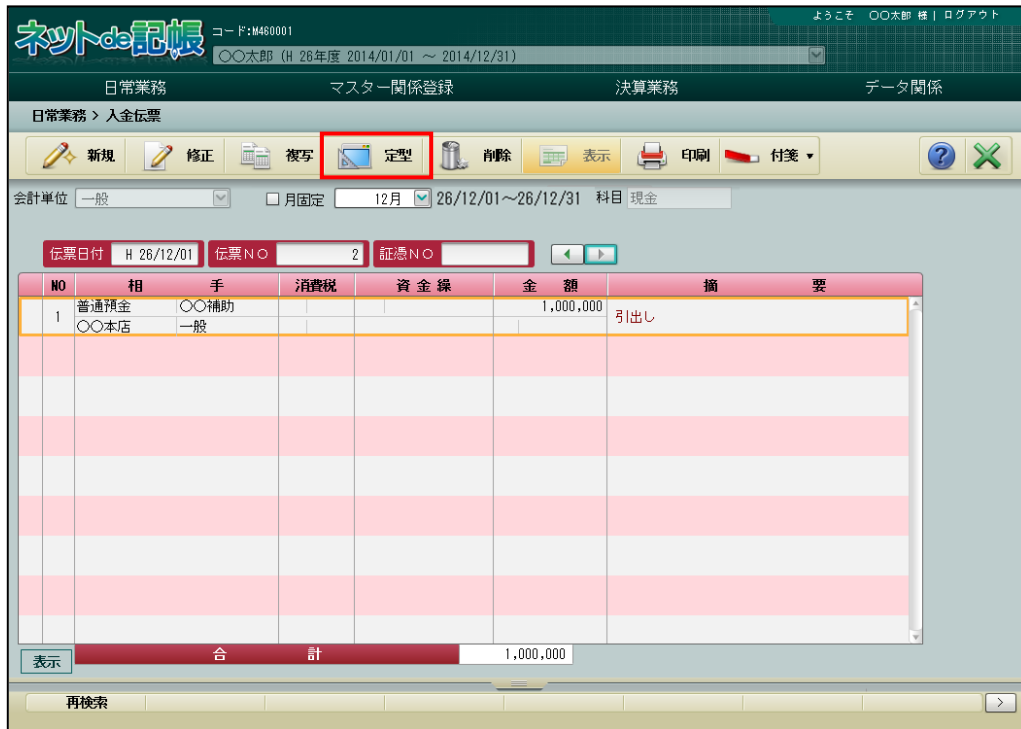 ようこそ 〇〇太郎 様 | ログアウト
ネットde記帳 コード:M460001
〇〇太郎 (H 26年度 2014/01/01 ～ 2014/12/31)
日常業務 マスター関係登録 決算業務 データ関係
日常業務 > 入金伝票
新規 修正 複写 定型 削除 表示 印刷 付箋 ▼ ?
会計単位 一般 月固定 12月 26/12/01～26/12/31 科目 現金
伝票日付 H 26/12/01 伝票NO 2 証憑NO
NO 相 手 消費税 資 金 繰 金 額 摘 要
1 普通預金 〇〇補助 1,000,000 引出し
〇〇本店 一般
表示 合 計 1,000,000
再検索